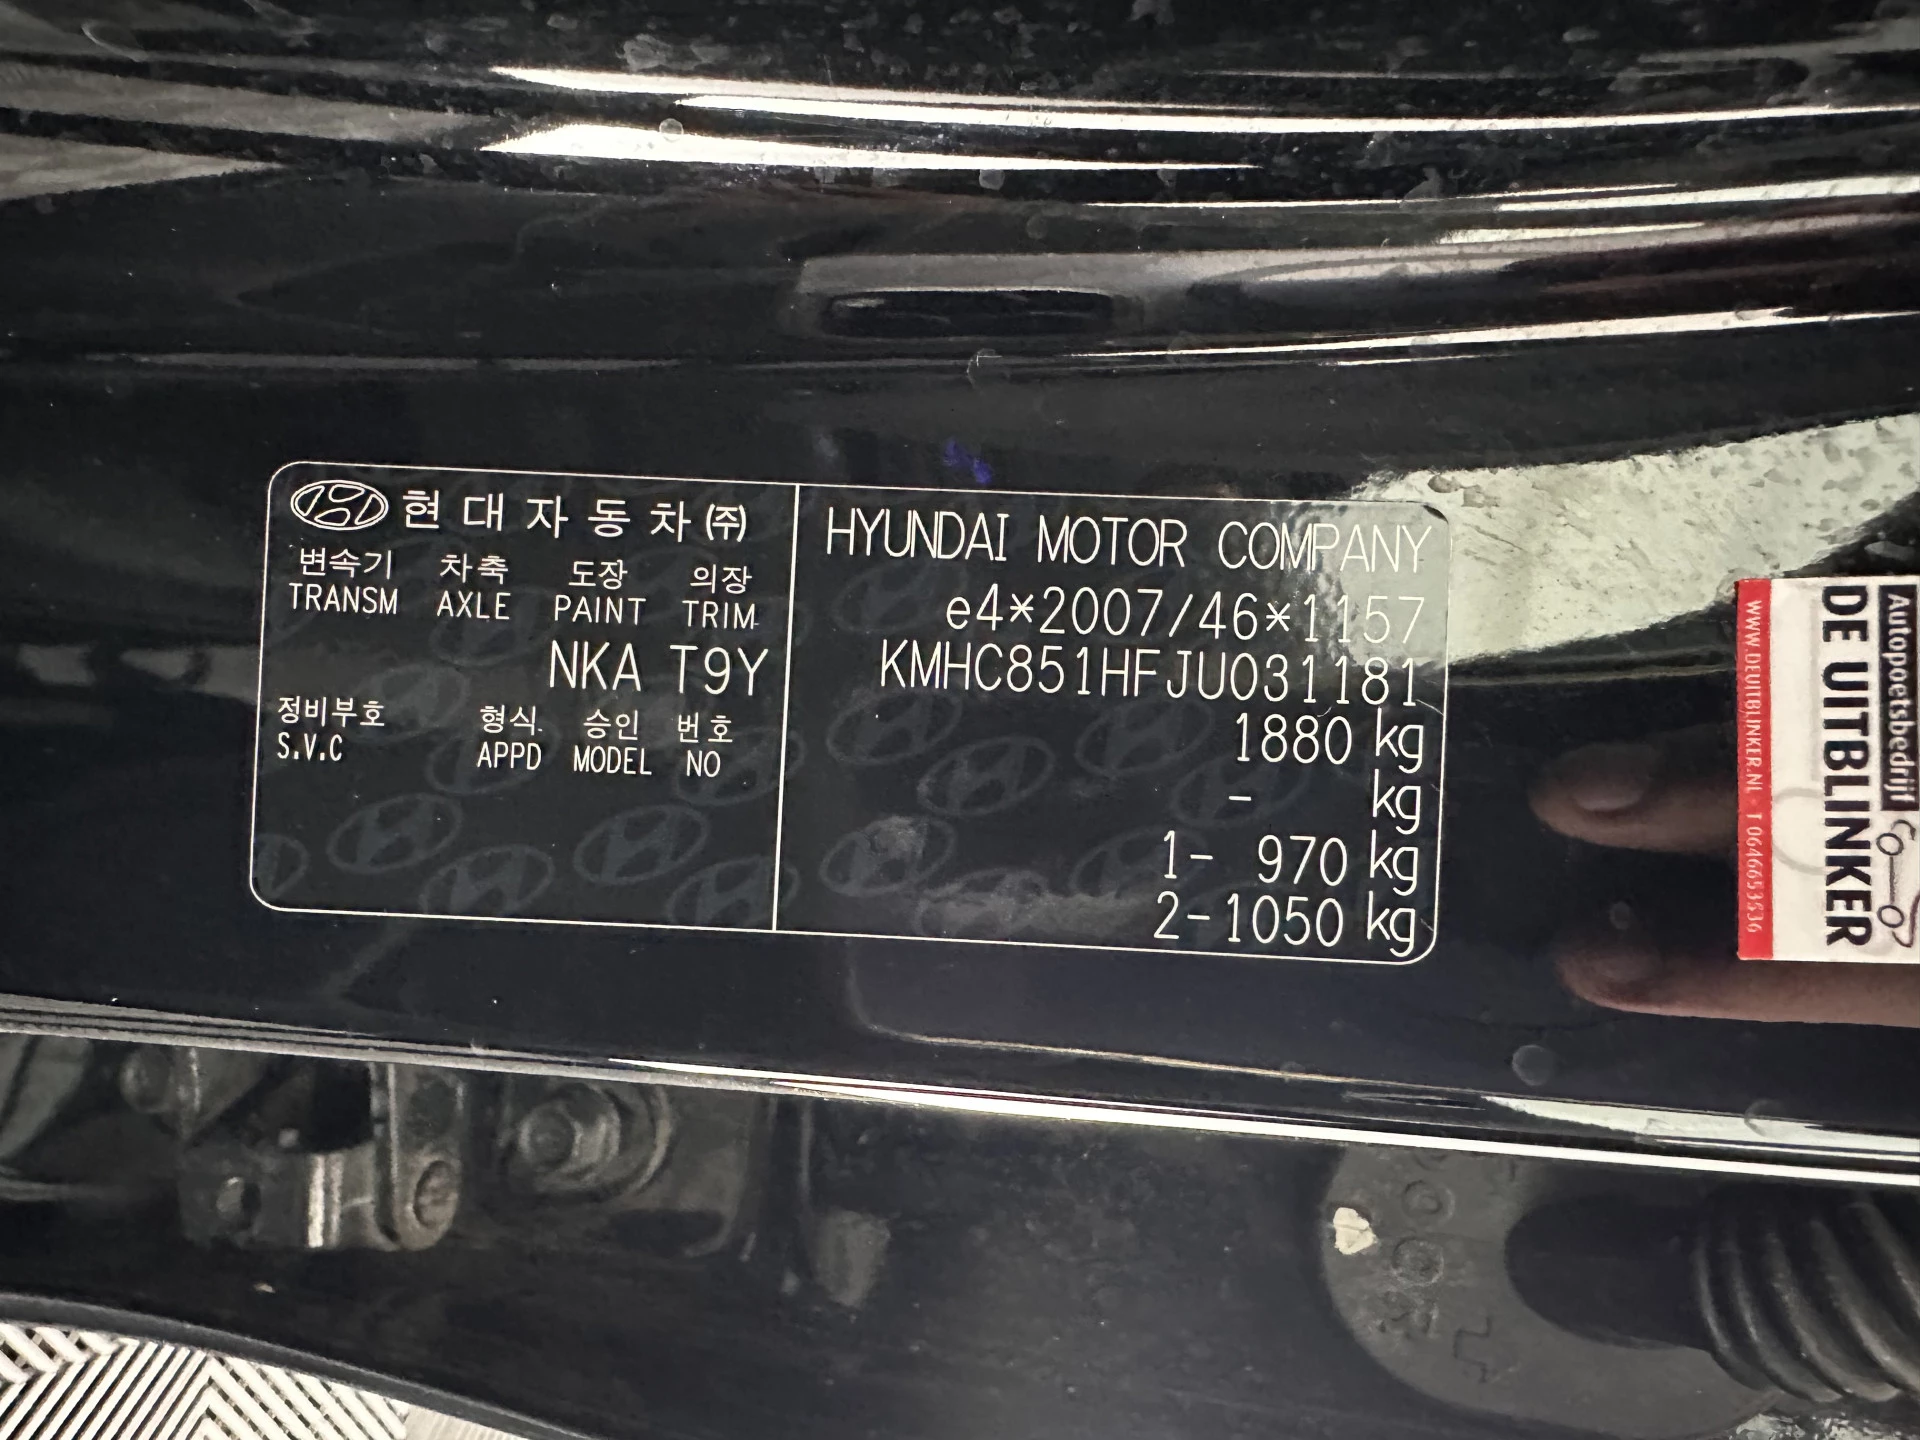 현대자동차㈜
변속기 차축 도장 의장
TRANSM AXLE PAINT TRIM
NKA T9Y
정비부호 형식 승인 번호
S.V.C APPD MODEL NO
HYUNDAI MOTOR COMPANY
e4*2007/46*1157
KMHC851HFJU031181
1880 kg
- kg
1- 970 kg
2-1050 kg
Autopoetsbedrijf
DE UITBLINKER
WWW.DEUITBLINKER.NL · T 0646653536